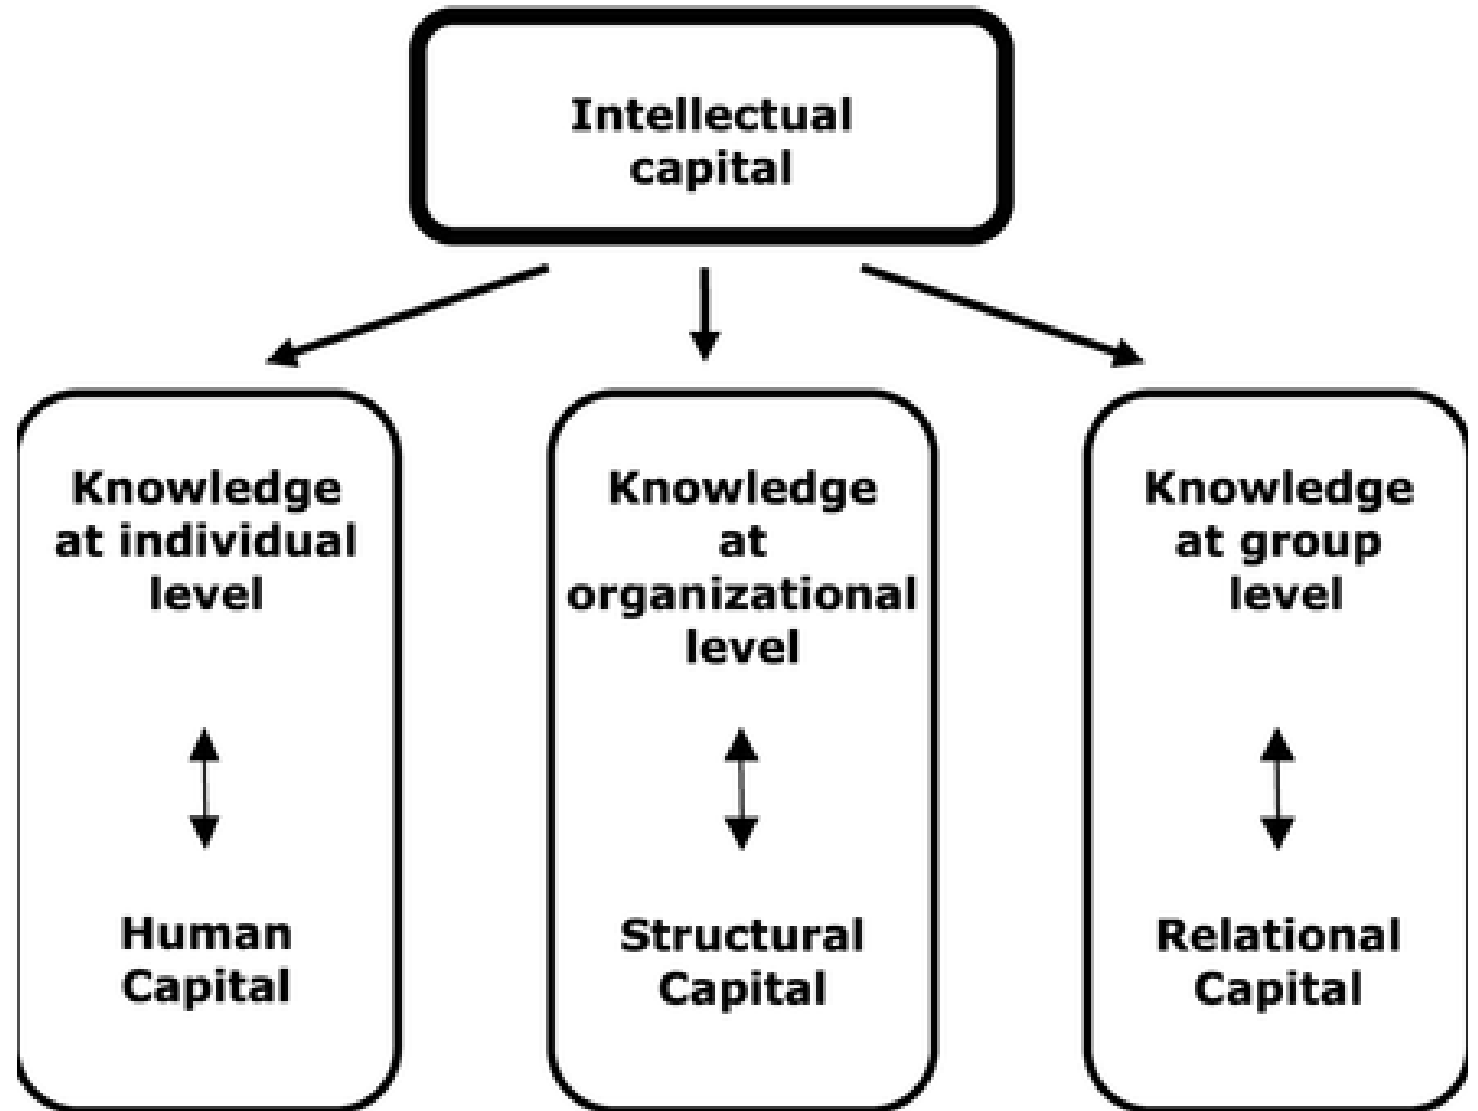 Intellectual
capital
Knowledge
at individual
level
Human
Capital
Knowledge
at
organizational
level
Structural
Capital
Knowledge
at group
level
Relational
Capital